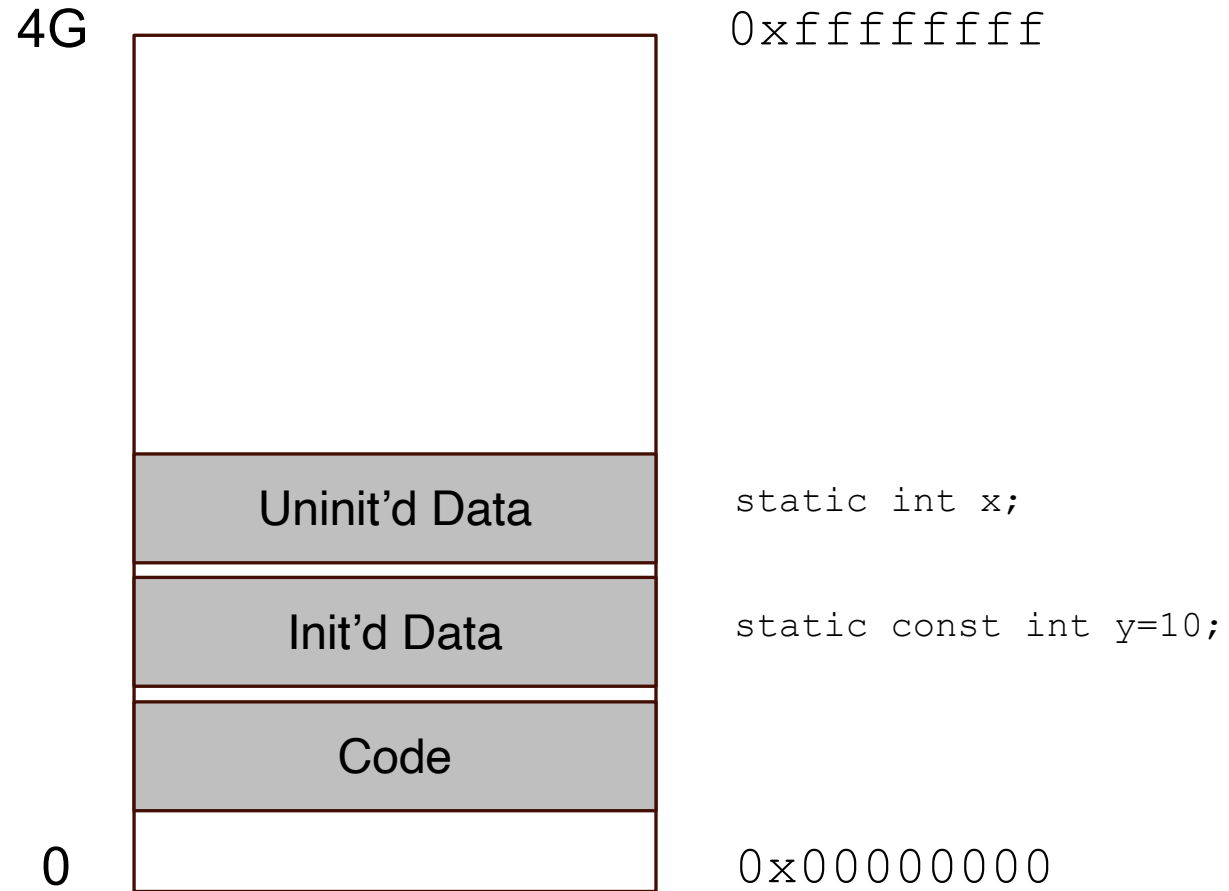 4G 0xffffffff
Uninit’d Data static int x;
Init’d Data static const int y=10;
Code
0 0x00000000